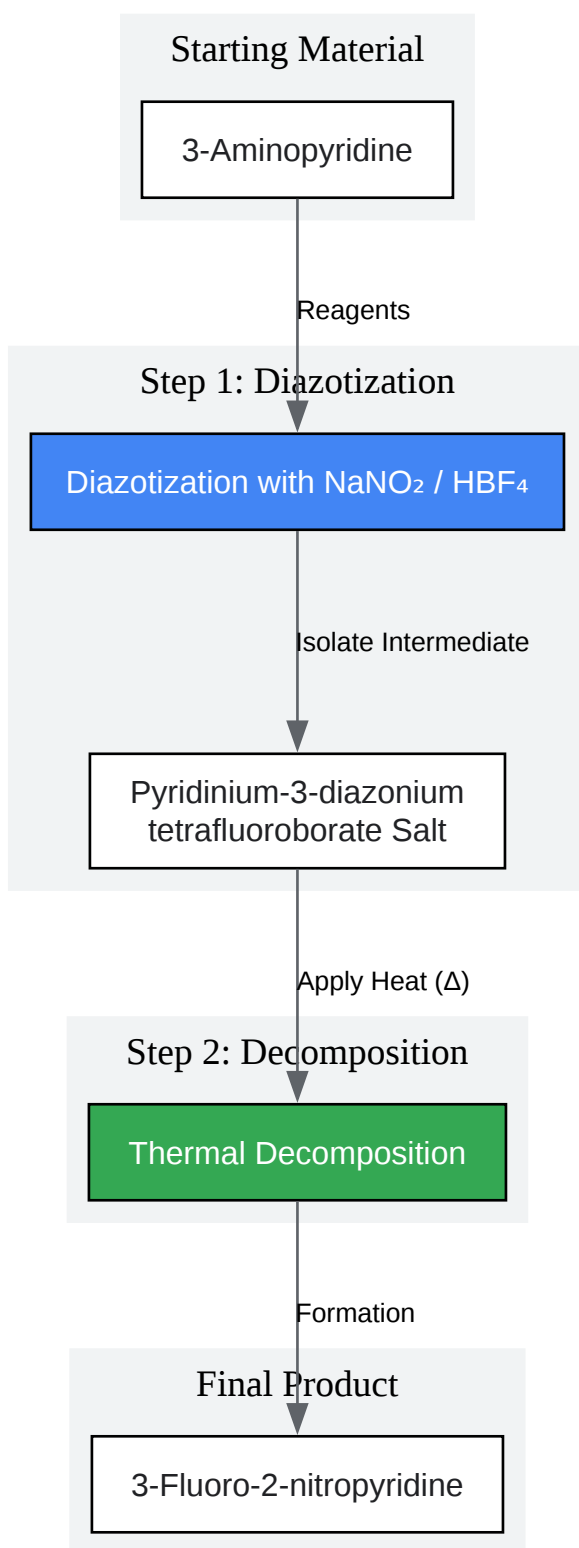 Starting Material
3-Aminopyridine
Reagents
Step 1: Diazotization
Diazotization with NaNO₂ / HBF₄
Isolate Intermediate
Pyridinium-3-diazonium
tetrafluoroborate Salt
Apply Heat (Δ)
Step 2: Decomposition
Thermal Decomposition
Formation
Final Product
3-Fluoro-2-nitropyridine